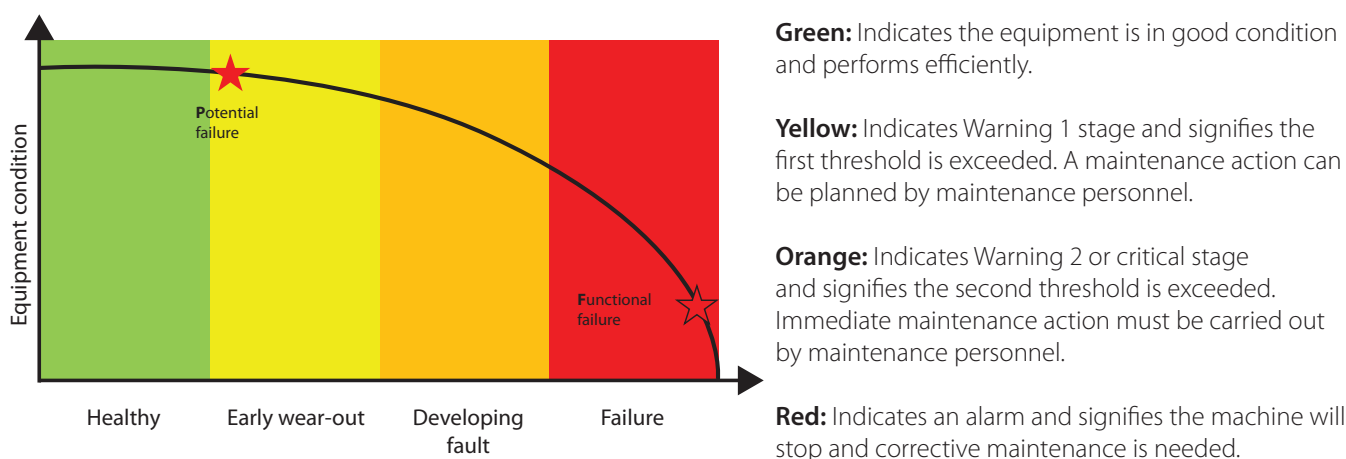 Equipment condition
Potential
failure
Functional
failure
Healthy
Early wear-out
Developing
fault
Failure
Green: Indicates the equipment is in good condition
and performs efficiently.
Yellow: Indicates Warning 1 stage and signifies the
first threshold is exceeded. A maintenance action can
be planned by maintenance personnel.
Orange: Indicates Warning 2 or critical stage
and signifies the second threshold is exceeded.
Immediate maintenance action must be carried out
by maintenance personnel.
Red: Indicates an alarm and signifies the machine will
stop and corrective maintenance is needed.